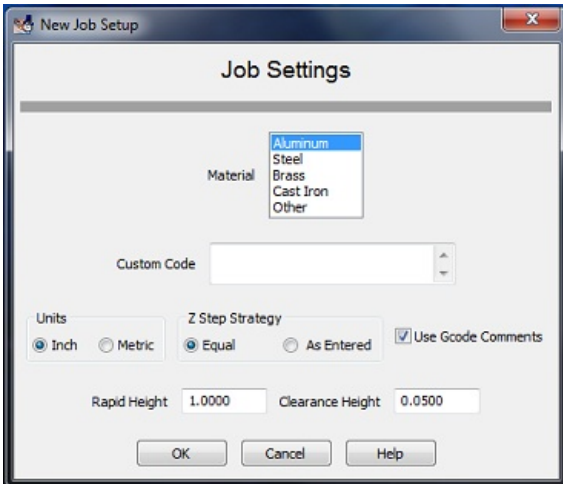 New Job Setup
Job Settings
Material
Aluminum
Steel
Brass
Cast Iron
Other
Custom Code
Units
Z Step Strategy
Inch Metric Equal As Entered Use Gcode Comments
Rapid Height 1.0000 Clearance Height 0.0500
OK Cancel Help